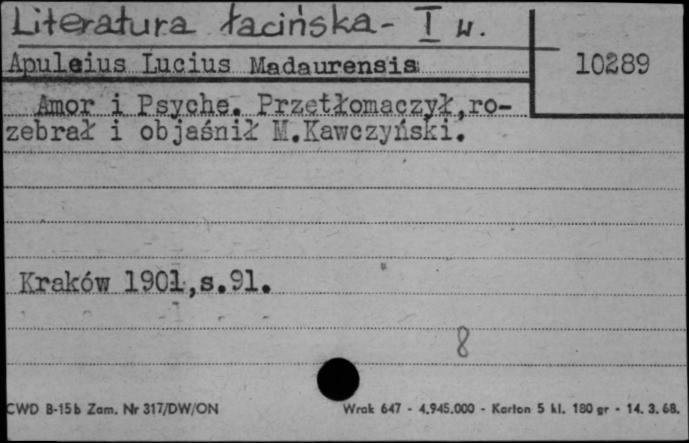 Literatura łacińska - I w.
Apuleius Lucius Madaurensis
10289
Amor i Psyche. Przetłomaczył, ro-
zebrał i objaśnił M.Kawczyński.
Kraków 1901,s.91.
8
CWD B-15b Zam. Nr 317/DW/ON
Wrak 647 - 4.945.000 - Karton 5 kl. 180 gr - 14. 3. 68.